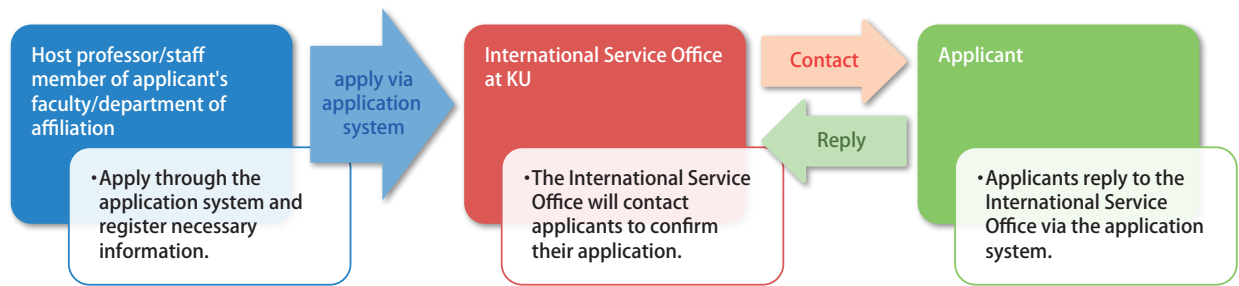 Host professor/staff
member of applicant's
faculty/department of
affiliation
・Apply through the
application system and
register necessary
information.
apply via
application
system
International Service Office
at KU
・The International Service
Office will contact
applicants to confirm
their application.
Contact
Reply
Applicant
・Applicants reply to the
International Service
Office via the application
system.